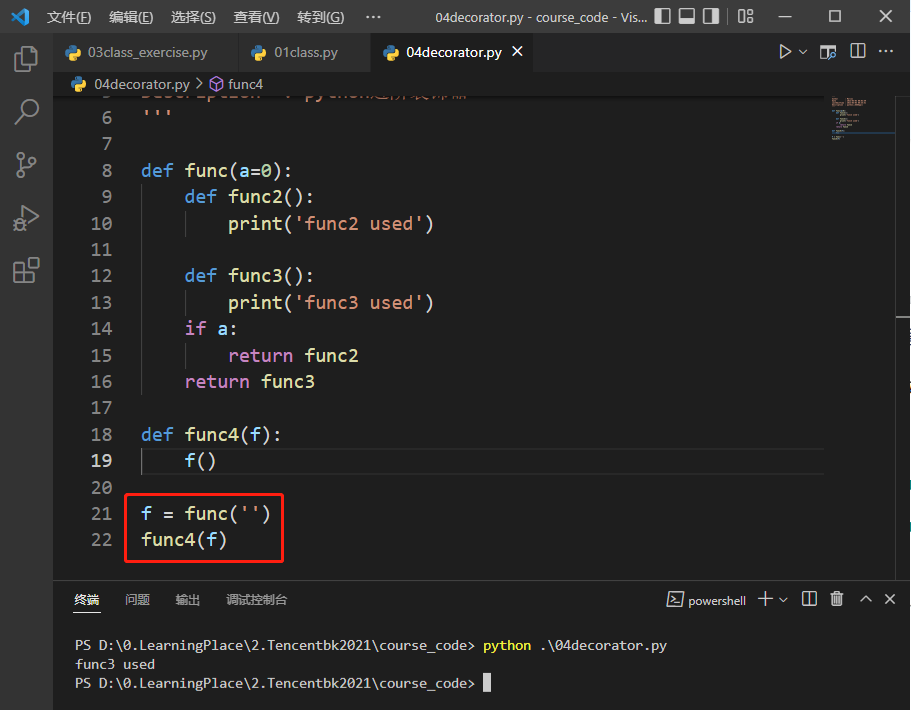 文件(F) 编辑(E) 选择(S) 查看(V) 转到(G) ··· 04decorator.py - course_code - Vis...
03class_exercise.py 01class.py 04decorator.py
04decorator.py > func4
6 '''
7
8 def func(a=0):
9 def func2():
10 print('func2 used')
11
12 def func3():
13 print('func3 used')
14 if a:
15 return func2
16 return func3
17
18 def func4(f):
19 f()
20
21 f = func('')
22 func4(f)
终端 问题 输出 调试控制台 powershell
PS D:\0.LearningPlace\2.Tencentbk2021\course_code> python .\04decorator.py
func3 used
PS D:\0.LearningPlace\2.Tencentbk2021\course_code>